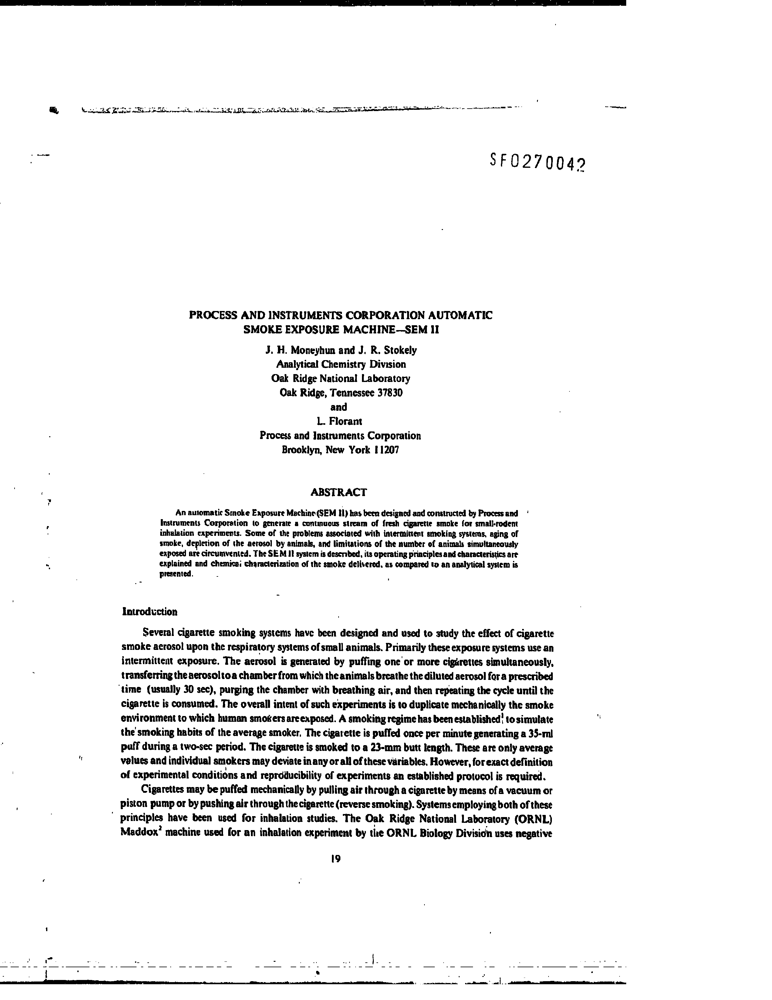 SF0270042
PROCESS AND INSTRUMENTS CORPORATION AUTOMATIC
SMOKE EXPOSURE MACHINE—SEM II
J. H. Moneyhun and J. R. Stokely
Analytical Chemistry Division
Oak Ridge National Laboratory
Oak Ridge, Tennessee 37830
and
L. Florant
Process and Instruments Corporation
Brooklyn, New York 11207
ABSTRACT
An automatic Smoke Exposure Machine (SEM II) has been designed and constructed by Process and
Instruments Corporation to generate a continuous stream of fresh cigarette smoke for small-rodent
inhalation experiments. Some of the problems associated with intermittent smoking systems, aging of
smoke, depletion of the aerosol by animals, and limitations of the number of animals simultaneously
exposed are circumvented. The SEM II system is described, its operating principles and characteristics are
explained and chemical characterization of the smoke delivered, as compared to an analytical system is
presented.
Introduction
Several cigarette smoking systems have been designed and used to study the effect of cigarette
smoke aerosol upon the respiratory systems of small animals. Primarily these exposure systems use an
intermittent exposure. The aerosol is generated by puffing one or more cigarettes simultaneously,
transferring the aerosol to a chamber from which the animals breathe the diluted aerosol for a prescribed
time (usually 30 sec), purging the chamber with breathing air, and then repeating the cycle until the
cigarette is consumed. The overall intent of such experiments is to duplicate mechanically the smoke
environment to which human smokers are exposed. A smoking regime has been established¹ to simulate
the smoking habits of the average smoker. The cigarette is puffed once per minute generating a 35-ml
puff during a two-sec period. The cigarette is smoked to a 23-mm butt length. These are only average
values and individual smokers may deviate in any or all of these variables. However, for exact definition
of experimental conditions and reproducibility of experiments an established protocol is required.
Cigarettes may be puffed mechanically by pulling air through a cigarette by means of a vacuum or
piston pump or by pushing air through the cigarette (reverse smoking). Systems employing both of these
principles have been used for inhalation studies. The Oak Ridge National Laboratory (ORNL)
Maddox² machine used for an inhalation experiment by the ORNL Biology Division uses negative
19